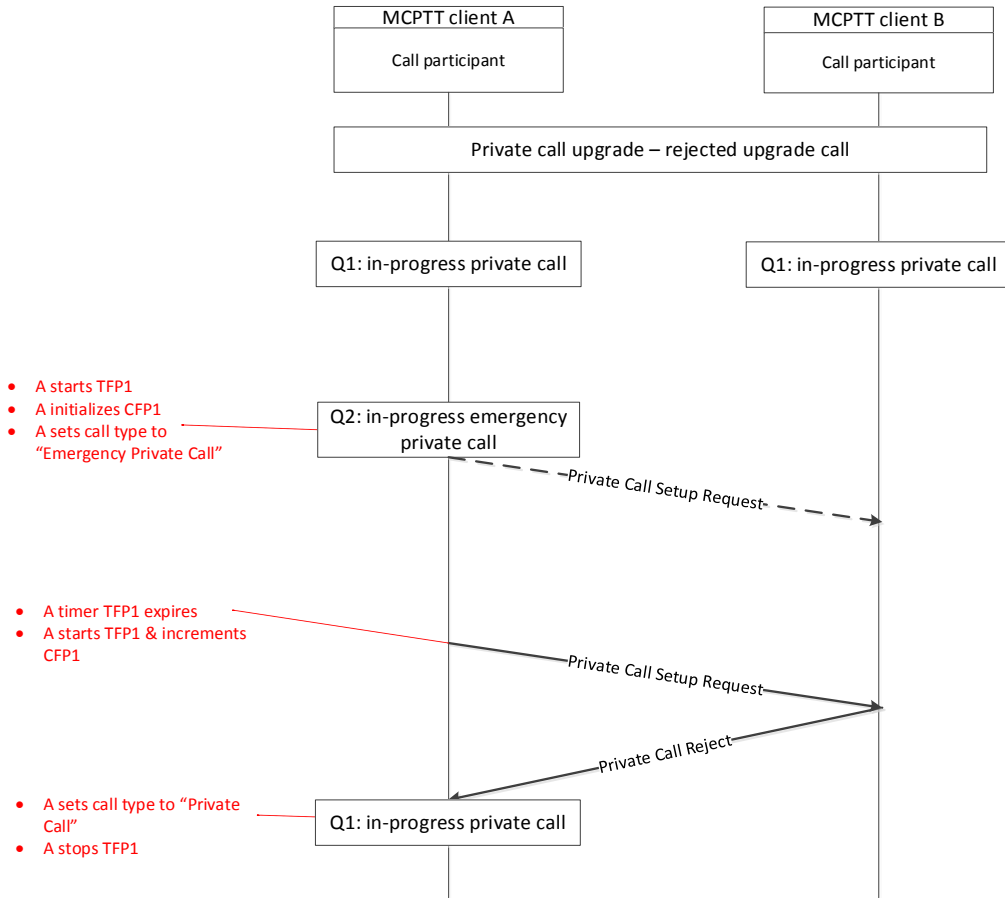 MCPTT client A
Call participant
MCPTT client B
Call participant
Private call upgrade – rejected upgrade call
Q1: in-progress private call
Q1: in-progress private call
• A starts TFP1
• A initializes CFP1
• A sets call type to
“Emergency Private Call”
Q2: in-progress emergency
private call
Private Call Setup Request
• A timer TFP1 expires
• A starts TFP1 & increments
CFP1
Private Call Setup Request
Private Call Reject
• A sets call type to “Private
Call”
• A stops TFP1
Q1: in-progress private call